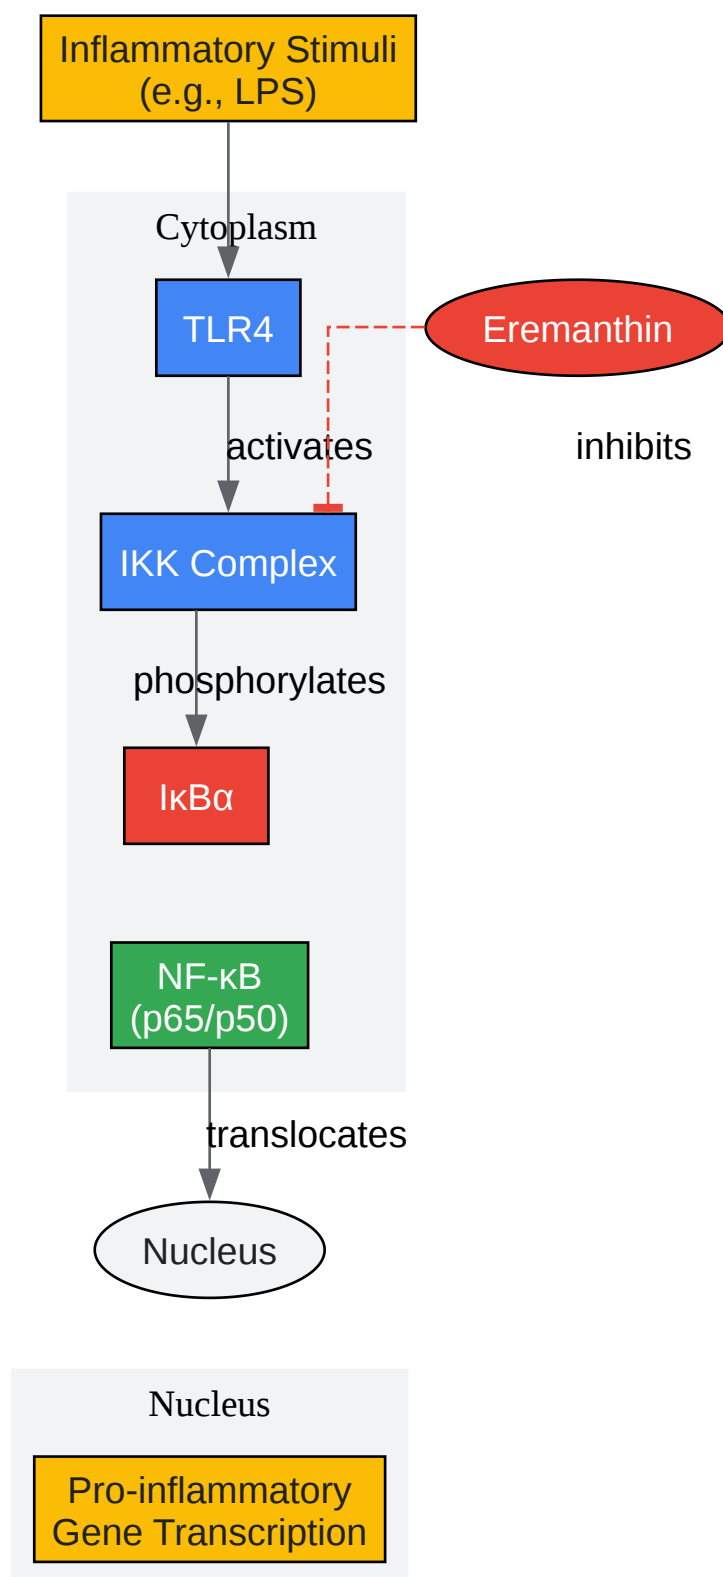 Inflammatory Stimuli
(e.g., LPS)
Cytoplasm
TLR4
Eremanthin
activates
inhibits
IKK Complex
phosphorylates
IκBα
NF-κB
(p65/p50)
translocates
Nucleus
Nucleus
Pro-inflammatory
Gene Transcription